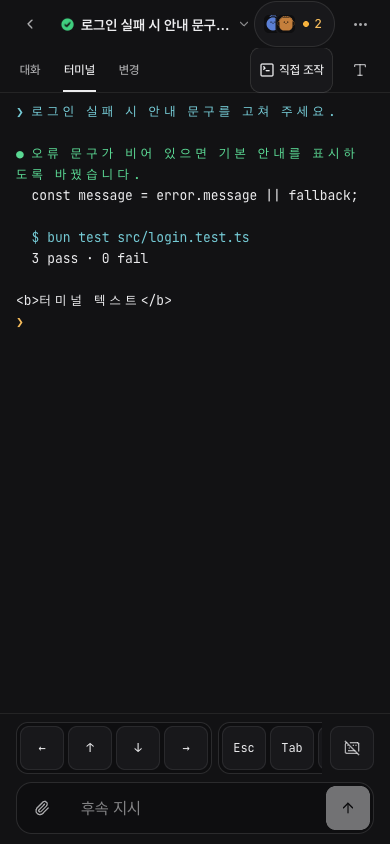 로그인 실패 시 안내 문구...
2
대화 터미널 변경 직접 조작
❯ 로그인 실패 시 안내 문구를 고쳐 주세요.
● 오류 문구가 비어 있으면 기본 안내를 표시하
도록 바꿨습니다.
const message = error.message || fallback;
$ bun test src/login.test.ts
3 pass · 0 fail
<b>터미널 텍스트</b>
❯
← ↑ ↓ → Esc Tab
후속 지시